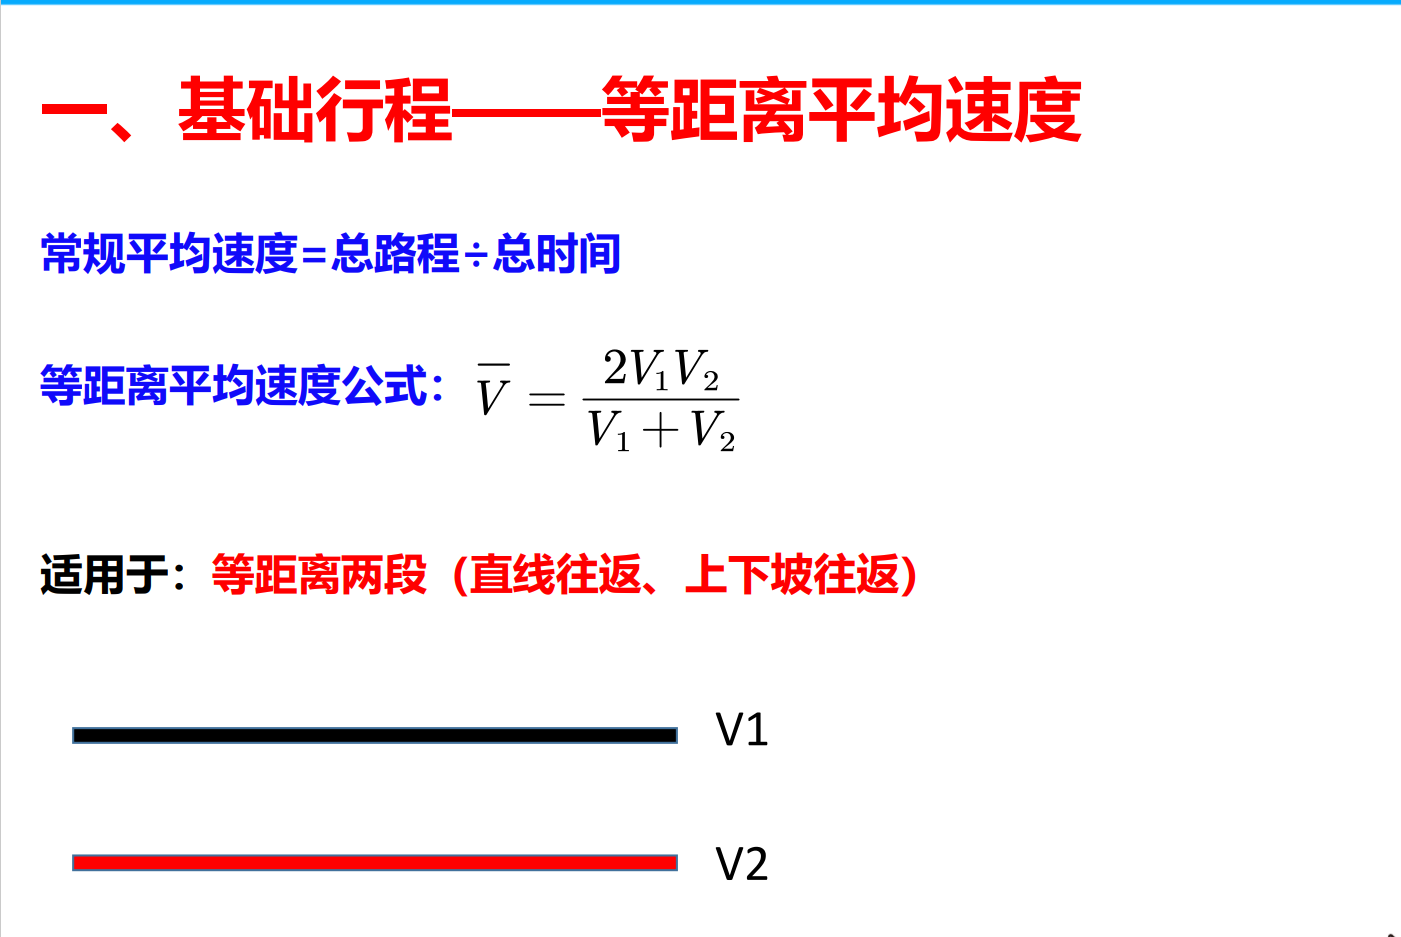 一、基础行程——等距离平均速度
常规平均速度=总路程÷总时间
等距离平均速度公式： $\overline{V} = \frac{2V_1V_2}{V_1+V_2}$
适用于：等距离两段（直线往返、上下坡往返）
V1
V2